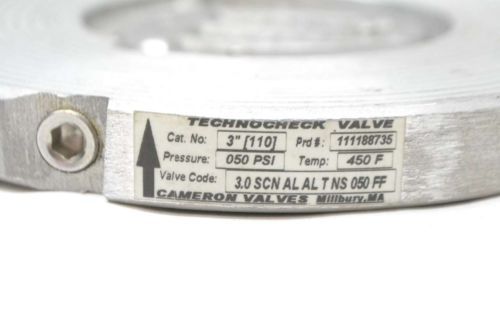 TECHNOCHECK VALVE
Cat. No: 3" [110] Prd #: 111188735
Pressure: 050 PSI Temp: 450 F
Valve Code: 3.0 SCN AL AL T NS 050 FF
CAMERON VALVES Millbury,MA